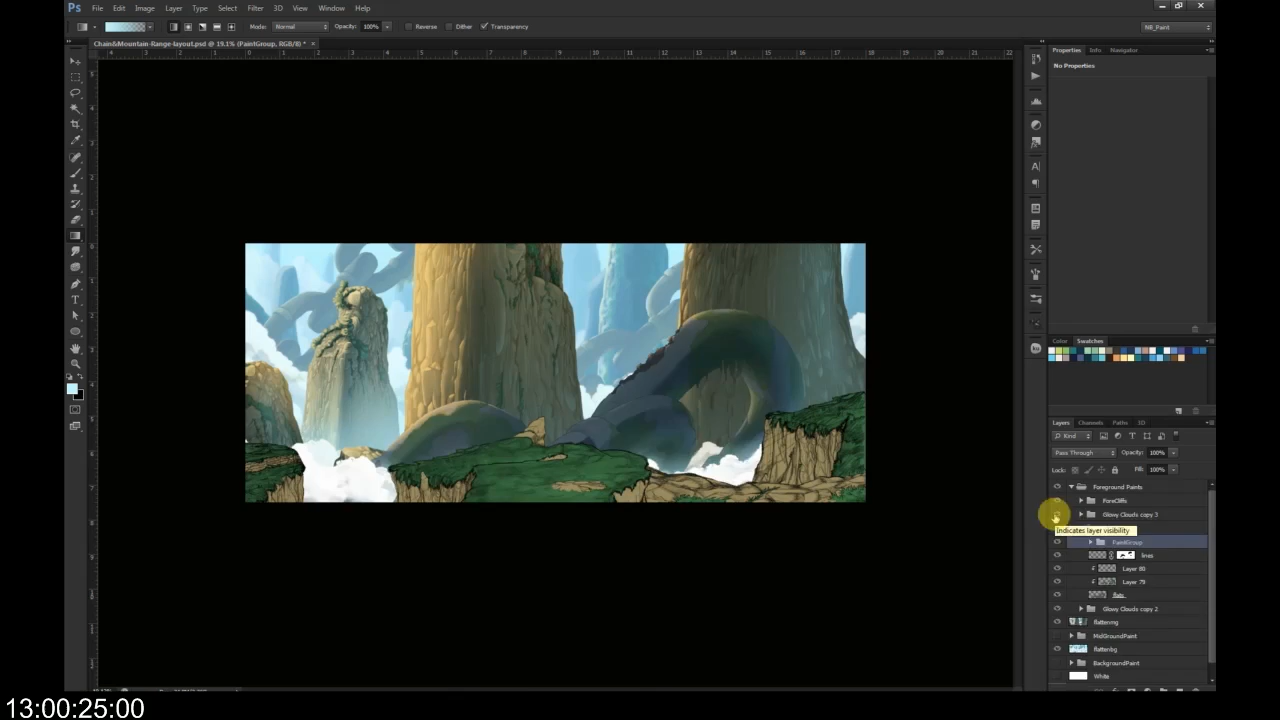 Ps File Edit Image Layer Type Select Filter 3D View Window Help
Mode: Normal Opacity: 100% Reverse Dither Transparency NB_Paint
Chain&Mountain-Range-layout.psd @ 19.1% (PaintGroup, RGB/8) * ×
Properties Info Navigator
No Properties
Color Swatches
Layers Channels Paths 3D
Kind
Pass Through Opacity: 100%
Lock: Fill: 100%
Foreground Paints
ForeCliffs
Glowy Clouds copy 3
Indicates layer visibility
PaintGroup
lines
Layer 80
Layer 79
flats
Glowy Clouds copy 2
flattenmg
MidGroundPaint
flattenbg
BackgroundPaint
White
13:00:25:00